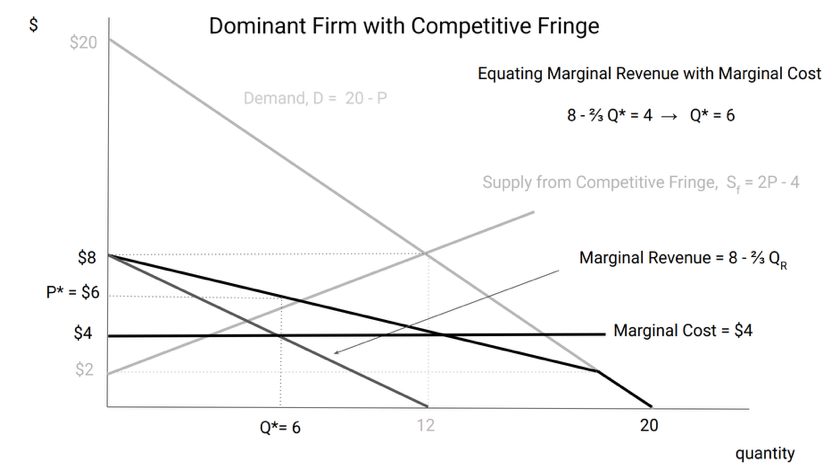 Dominant Firm with Competitive Fringe
$
$20
Equating Marginal Revenue with Marginal Cost
Demand, D = 20 - P
8 - ⅔ Q* = 4 → Q* = 6
Supply from Competitive Fringe, Sf = 2P - 4
$8
Marginal Revenue = 8 - ⅔ QR
P* = $6
$4
Marginal Cost = $4
$2
Q*= 6
12
20
quantity